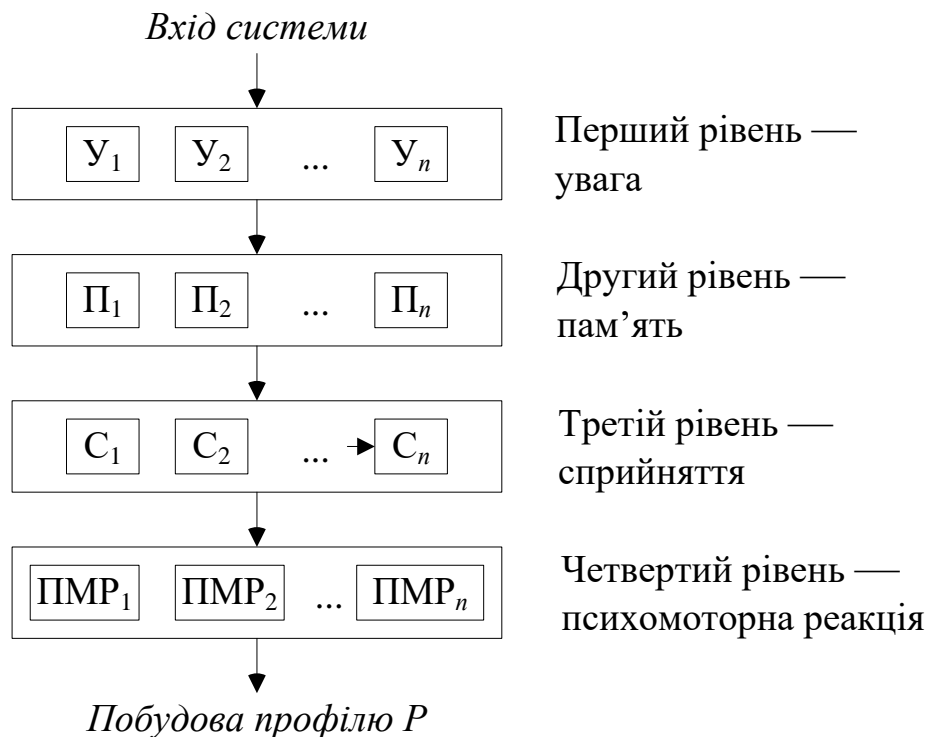 Вхід системи
У1 У2 ... Уn
Перший рівень —
увага
П1 П2 ... Пn
Другий рівень —
пам’ять
С1 С2 ... Сn
Третій рівень —
сприйняття
ПМР1 ПМР2 ... ПМРn
Четвертий рівень —
психомоторна реакція
Побудова профілю P